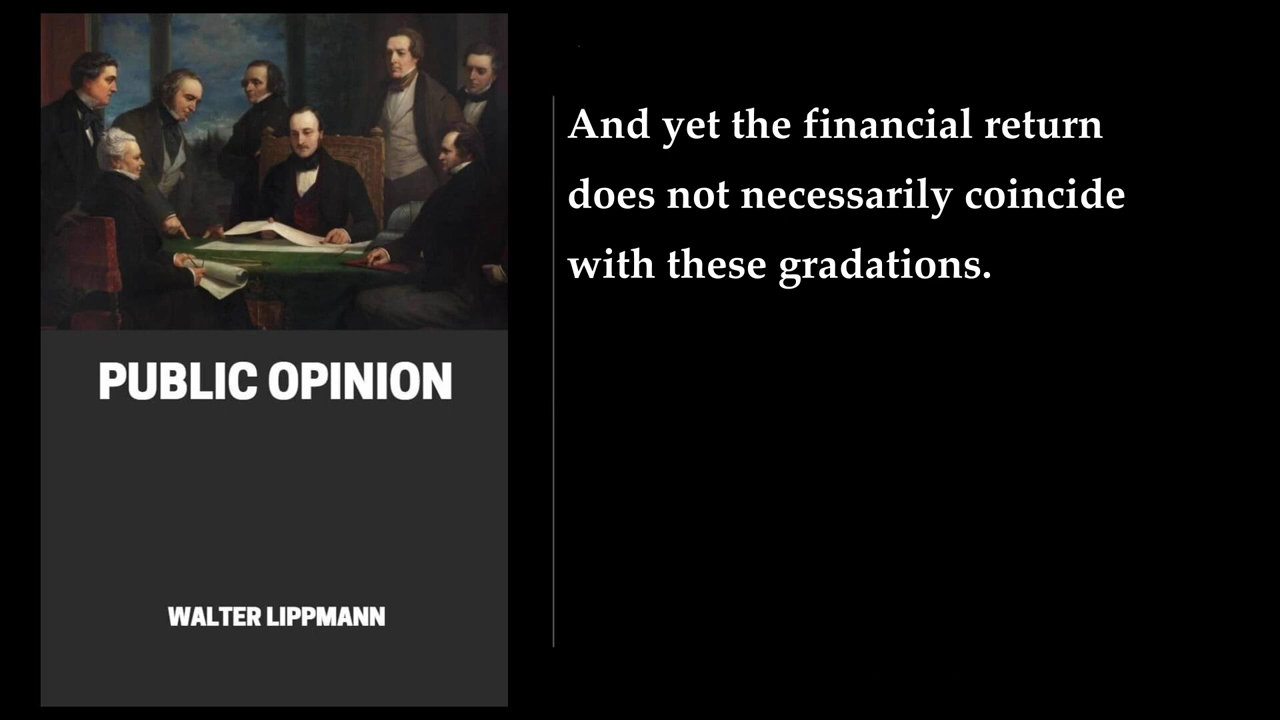 PUBLIC OPINION
WALTER LIPPMANN
And yet the financial return
does not necessarily coincide
with these gradations.